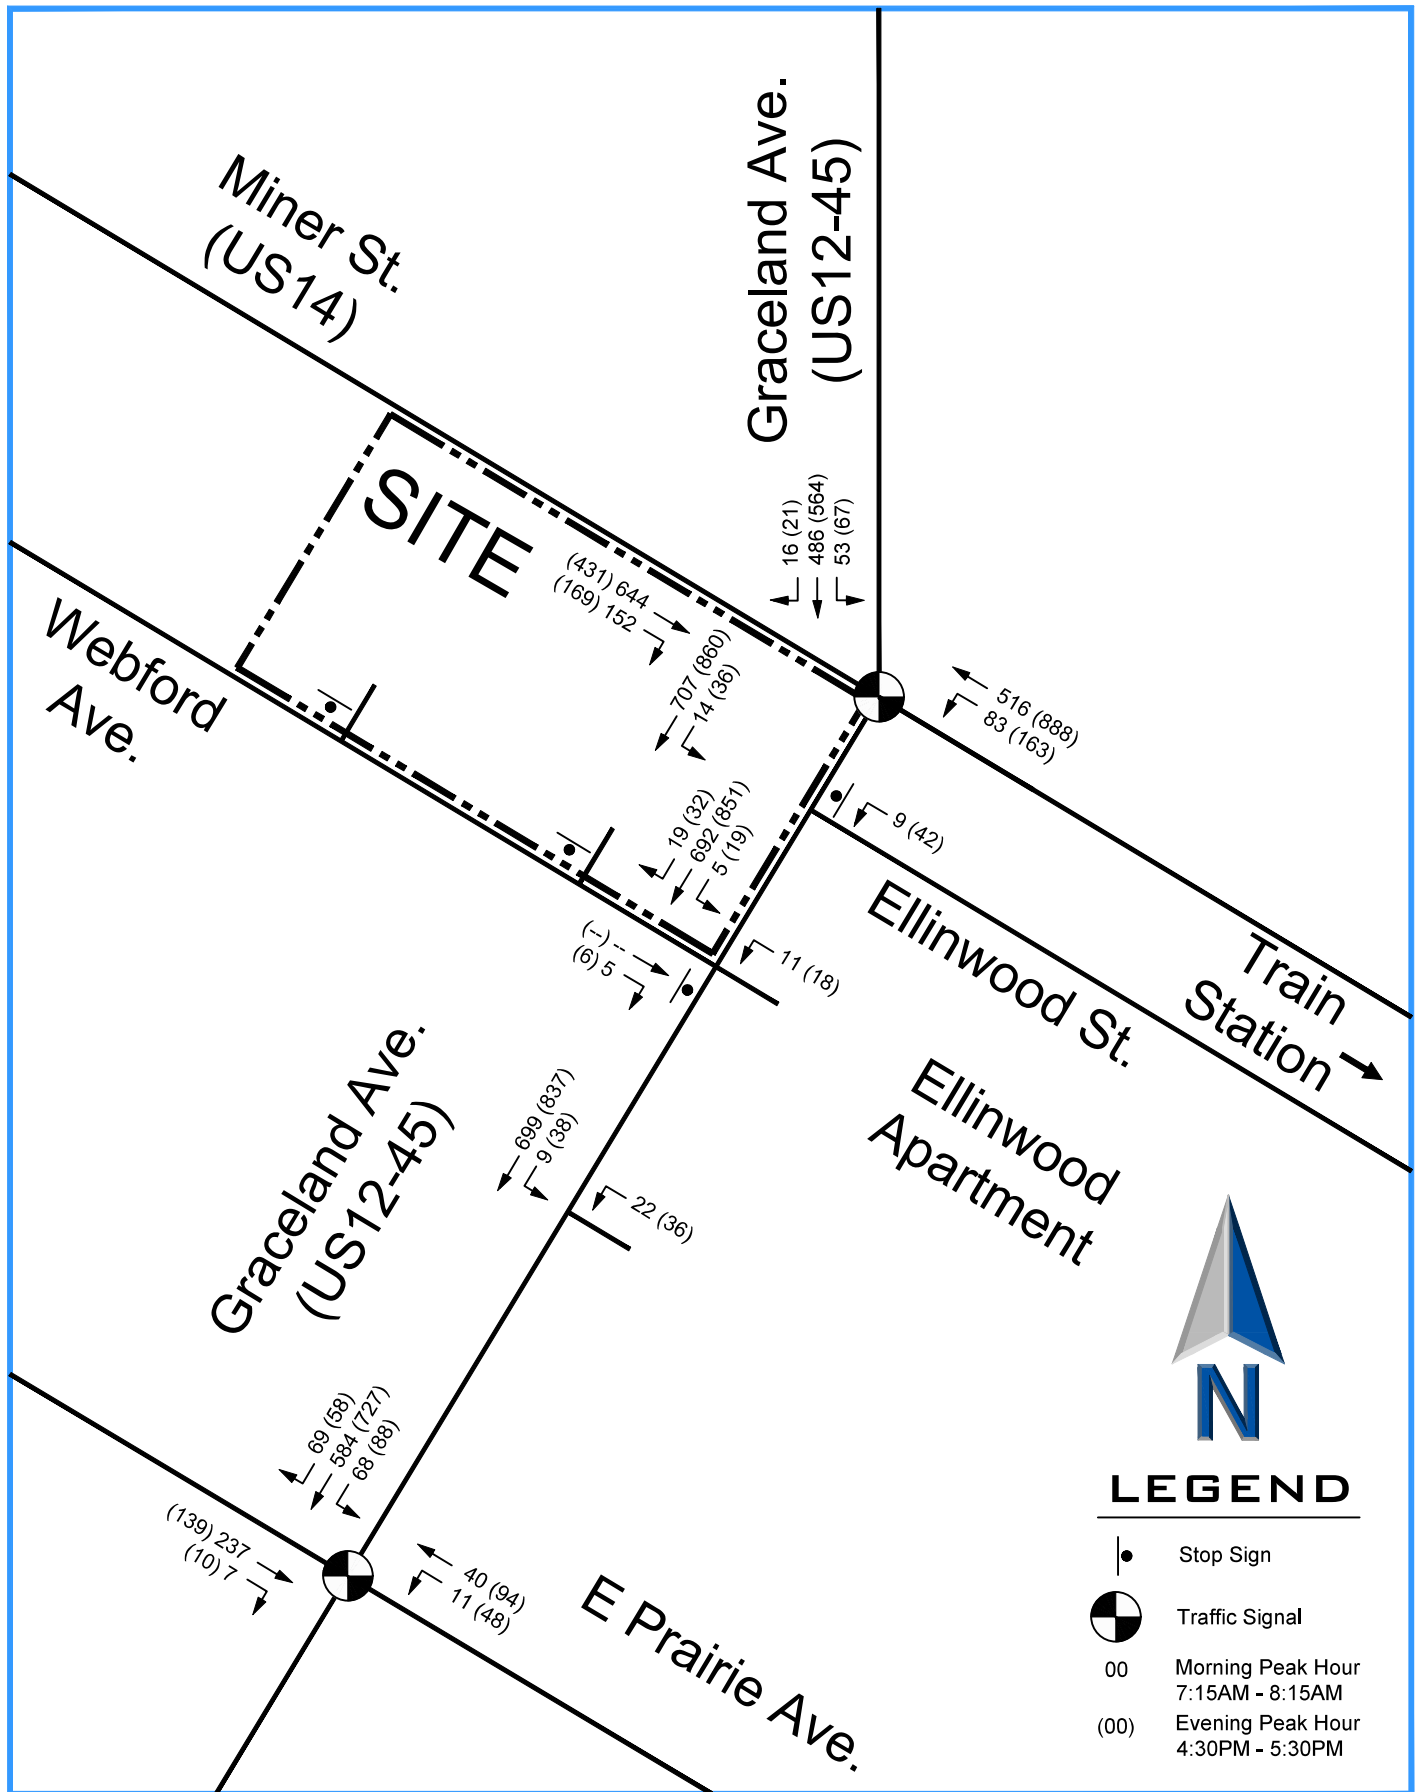 Graceland Ave.
(US12-45)
Miner St.
(US14)
SITE
16 (21)
486 (564)
53 (67)
(431) 644
(169) 152
707 (860)
14 (36)
516 (888)
83 (163)
Webford
Ave.
19 (32)
692 (851)
5 (19)
9 (42)
Ellinwood St.
Train
Station
(--) --
(6) 5
11 (18)
Graceland Ave.
(US12-45)
699 (837)
9 (38)
22 (36)
Ellinwood
Apartment
N
69 (58)
584 (727)
68 (88)
(139) 237
(10) 7
40 (94)
11 (48)
E Prairie Ave.
LEGEND
Stop Sign
Traffic Signal
00 Morning Peak Hour
7:15AM - 8:15AM
(00) Evening Peak Hour
4:30PM - 5:30PM